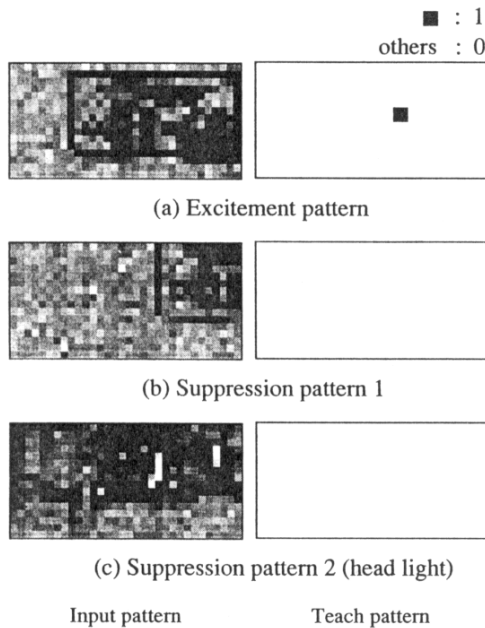 ■ : 1
others : 0
(a) Excitement pattern
(b) Suppression pattern 1
(c) Suppression pattern 2 (head light)
Input pattern Teach pattern